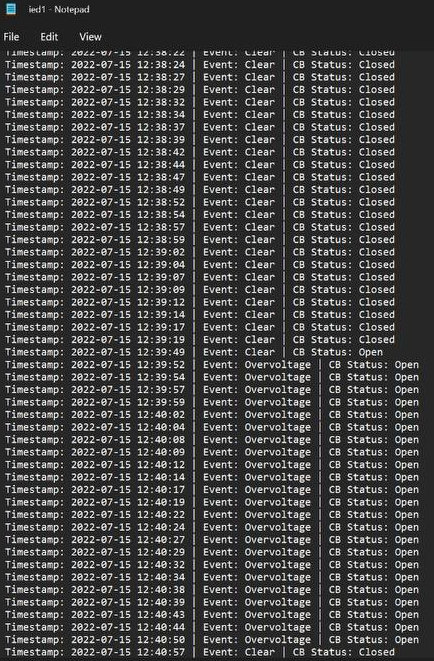 ied1 - Notepad
File Edit View
Timestamp: 2022-07-15 12:38:22 | Event: Clear | CB Status: Closed
Timestamp: 2022-07-15 12:38:24 | Event: Clear | CB Status: Closed
Timestamp: 2022-07-15 12:38:27 | Event: Clear | CB Status: Closed
Timestamp: 2022-07-15 12:38:29 | Event: Clear | CB Status: Closed
Timestamp: 2022-07-15 12:38:32 | Event: Clear | CB Status: Closed
Timestamp: 2022-07-15 12:38:34 | Event: Clear | CB Status: Closed
Timestamp: 2022-07-15 12:38:37 | Event: Clear | CB Status: Closed
Timestamp: 2022-07-15 12:38:39 | Event: Clear | CB Status: Closed
Timestamp: 2022-07-15 12:38:42 | Event: Clear | CB Status: Closed
Timestamp: 2022-07-15 12:38:44 | Event: Clear | CB Status: Closed
Timestamp: 2022-07-15 12:38:47 | Event: Clear | CB Status: Closed
Timestamp: 2022-07-15 12:38:49 | Event: Clear | CB Status: Closed
Timestamp: 2022-07-15 12:38:52 | Event: Clear | CB Status: Closed
Timestamp: 2022-07-15 12:38:54 | Event: Clear | CB Status: Closed
Timestamp: 2022-07-15 12:38:57 | Event: Clear | CB Status: Closed
Timestamp: 2022-07-15 12:38:59 | Event: Clear | CB Status: Closed
Timestamp: 2022-07-15 12:39:02 | Event: Clear | CB Status: Closed
Timestamp: 2022-07-15 12:39:04 | Event: Clear | CB Status: Closed
Timestamp: 2022-07-15 12:39:07 | Event: Clear | CB Status: Closed
Timestamp: 2022-07-15 12:39:09 | Event: Clear | CB Status: Closed
Timestamp: 2022-07-15 12:39:12 | Event: Clear | CB Status: Closed
Timestamp: 2022-07-15 12:39:14 | Event: Clear | CB Status: Closed
Timestamp: 2022-07-15 12:39:17 | Event: Clear | CB Status: Closed
Timestamp: 2022-07-15 12:39:19 | Event: Clear | CB Status: Closed
Timestamp: 2022-07-15 12:39:49 | Event: Clear | CB Status: Open
Timestamp: 2022-07-15 12:39:52 | Event: Overvoltage | CB Status: Open
Timestamp: 2022-07-15 12:39:54 | Event: Overvoltage | CB Status: Open
Timestamp: 2022-07-15 12:39:57 | Event: Overvoltage | CB Status: Open
Timestamp: 2022-07-15 12:39:59 | Event: Overvoltage | CB Status: Open
Timestamp: 2022-07-15 12:40:02 | Event: Overvoltage | CB Status: Open
Timestamp: 2022-07-15 12:40:04 | Event: Overvoltage | CB Status: Open
Timestamp: 2022-07-15 12:40:08 | Event: Overvoltage | CB Status: Open
Timestamp: 2022-07-15 12:40:09 | Event: Overvoltage | CB Status: Open
Timestamp: 2022-07-15 12:40:12 | Event: Overvoltage | CB Status: Open
Timestamp: 2022-07-15 12:40:14 | Event: Overvoltage | CB Status: Open
Timestamp: 2022-07-15 12:40:17 | Event: Overvoltage | CB Status: Open
Timestamp: 2022-07-15 12:40:19 | Event: Overvoltage | CB Status: Open
Timestamp: 2022-07-15 12:40:22 | Event: Overvoltage | CB Status: Open
Timestamp: 2022-07-15 12:40:24 | Event: Overvoltage | CB Status: Open
Timestamp: 2022-07-15 12:40:27 | Event: Overvoltage | CB Status: Open
Timestamp: 2022-07-15 12:40:29 | Event: Overvoltage | CB Status: Open
Timestamp: 2022-07-15 12:40:32 | Event: Overvoltage | CB Status: Open
Timestamp: 2022-07-15 12:40:34 | Event: Overvoltage | CB Status: Open
Timestamp: 2022-07-15 12:40:38 | Event: Overvoltage | CB Status: Open
Timestamp: 2022-07-15 12:40:39 | Event: Overvoltage | CB Status: Open
Timestamp: 2022-07-15 12:40:43 | Event: Overvoltage | CB Status: Open
Timestamp: 2022-07-15 12:40:44 | Event: Overvoltage | CB Status: Open
Timestamp: 2022-07-15 12:40:50 | Event: Overvoltage | CB Status: Open
Timestamp: 2022-07-15 12:40:57 | Event: Clear | CB Status: Closed